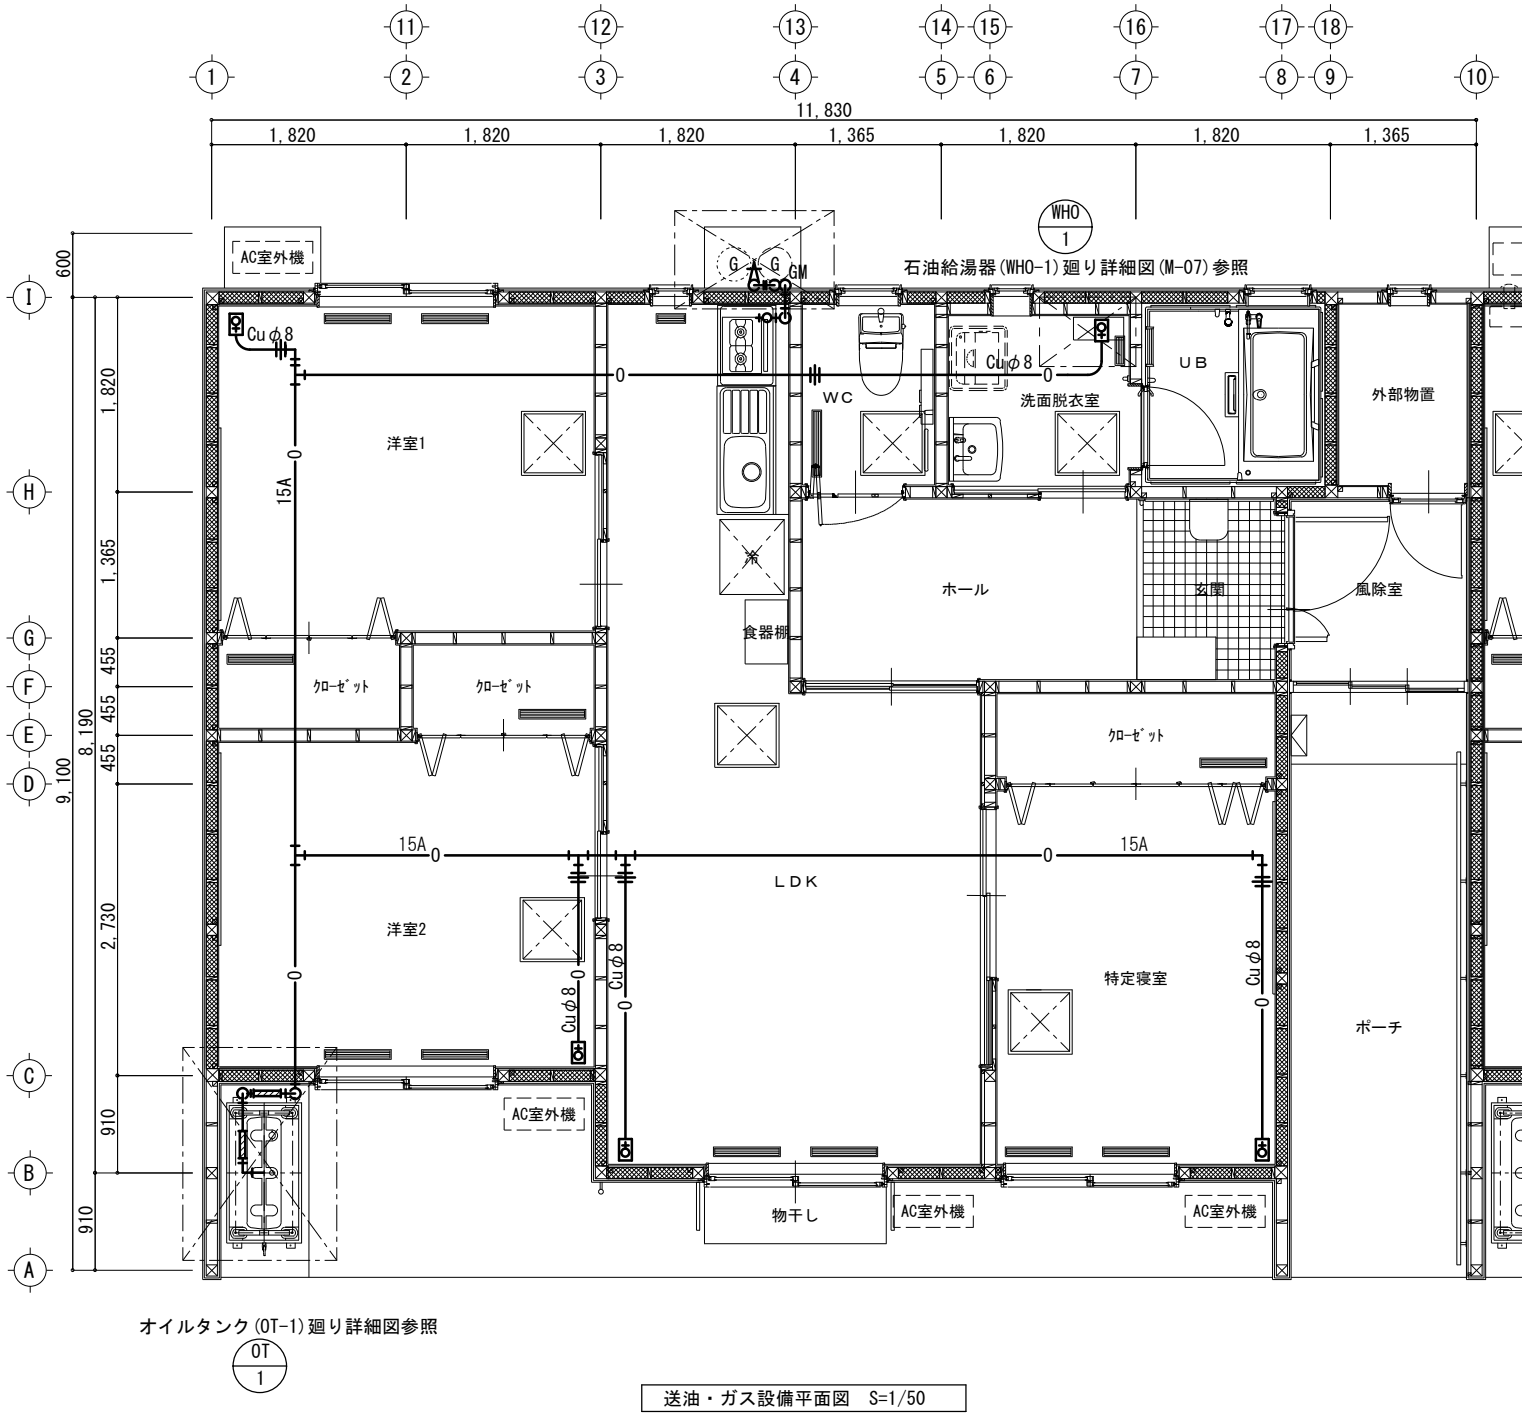 11 12 13 14 15 16 17 18
1 2 3 4 5 6 7 8 9 10
11,830
1,820 1,820 1,820 1,365 1,820 1,820 1,365
WHO
1
石油給湯器(WHO-1)廻り詳細図(M-07)参照
AC室外機
G G
GM
600
I
Cuφ8
Cuφ8
0 0
UB
WC
洗面脱衣室
外部物置
1,820
洋室1
0
15A
H
冷
1,365
ホール
玄関
風除室
食器棚
G
455
クローゼット
クローゼット
F
455
E
クローゼット
8,190
455
9,100
D
15A
0
0
15A
LDK
2,730
洋室2
0
Cuφ8
0
Cuφ8
0
特定寝室
Cuφ8
0
ポーチ
C
AC室外機
910
B
物干し
AC室外機
AC室外機
910
A
オイルタンク(OT-1)廻り詳細図参照
OT
1
送油・ガス設備平面図 S=1/50